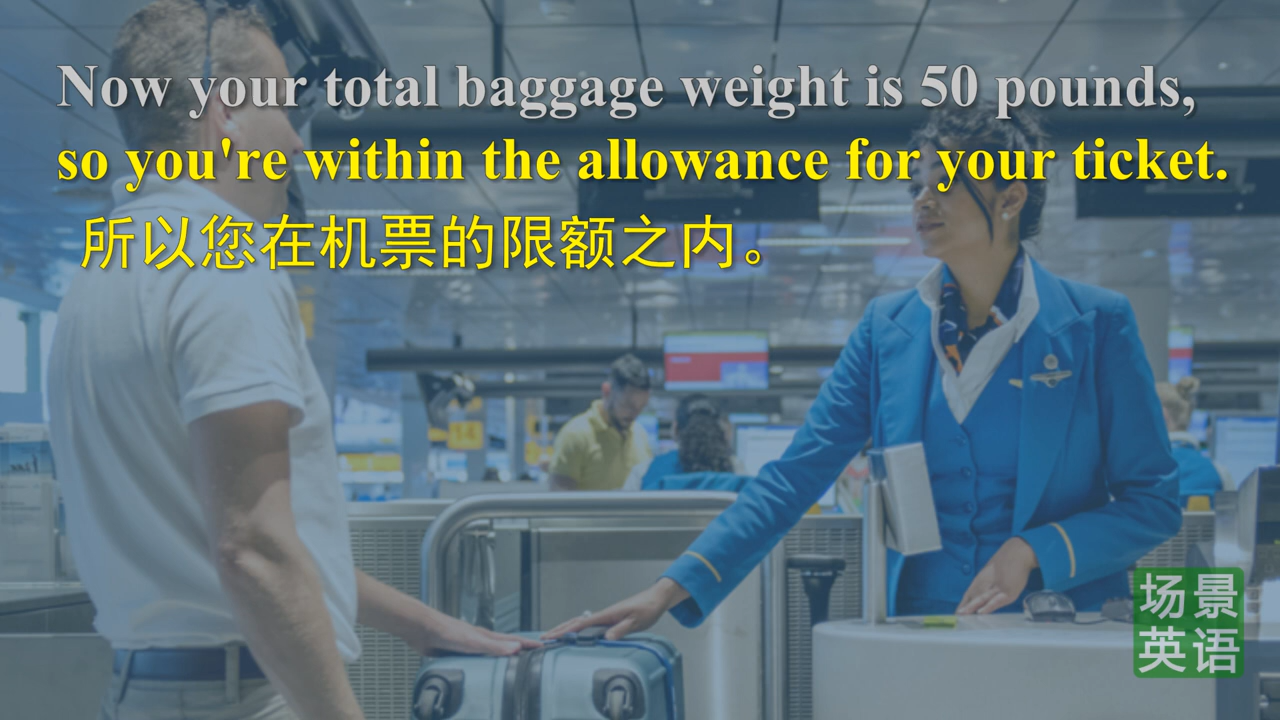 Now your total baggage weight is 50 pounds,
so you're within the allowance for your ticket.
所以您在机票的限额之内。
场景
英语